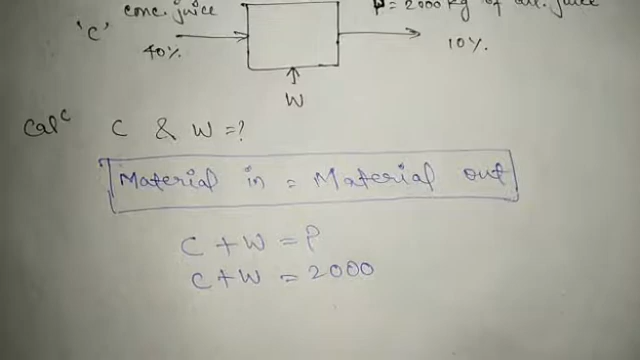 conc. juice
P = 2000 kg of dil. juice
'C'
40%
10%.
W
Calᶜ C & W = ?
Material in = Material out
C + W = P
C + W = 2000